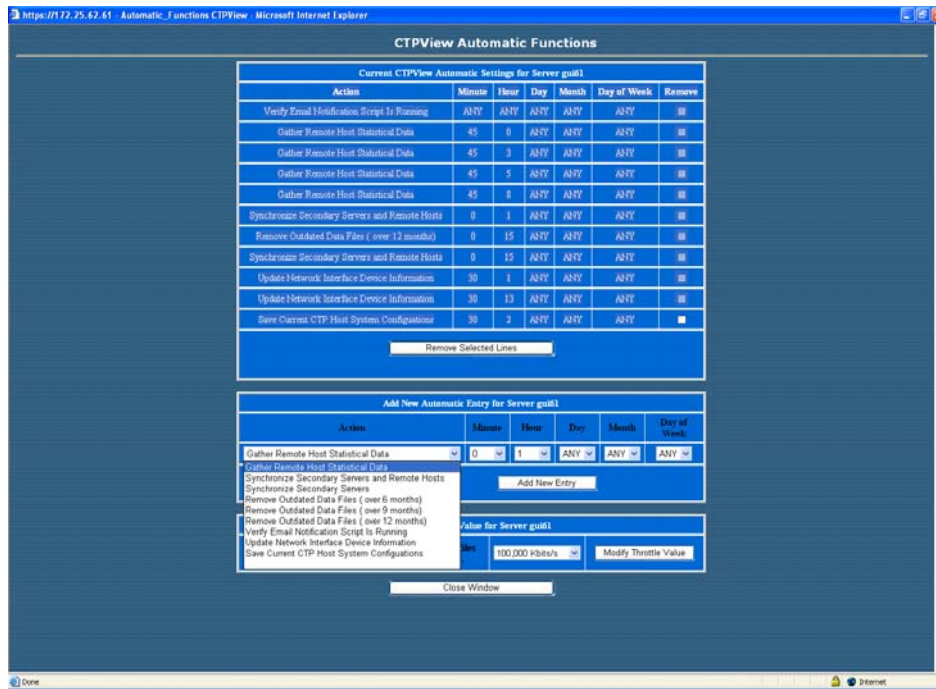 https://172.25.62.61 - Automatic_Functions CTPView - Microsoft Internet Explorer
CTPView Automatic Functions
Current CTPView Automatic Settings for Server gui61
Action Minute Hour Day Month Day of Week Remove
Verify Email Notification Script Is Running ANY ANY ANY ANY ANY
Gather Remote Host Statistical Data 45 0 ANY ANY ANY
Gather Remote Host Statistical Data 45 3 ANY ANY ANY
Gather Remote Host Statistical Data 45 5 ANY ANY ANY
Gather Remote Host Statistical Data 45 8 ANY ANY ANY
Synchronize Secondary Servers and Remote Hosts 0 1 ANY ANY ANY
Remove Outdated Data Files ( over 12 months) 0 15 ANY ANY ANY
Synchronize Secondary Servers and Remote Hosts 0 15 ANY ANY ANY
Update Network Interface Device Information 30 1 ANY ANY ANY
Update Network Interface Device Information 30 13 ANY ANY ANY
Save Current CTP Host System Configuations 30 2 ANY ANY ANY
Remove Selected Lines
Add New Automatic Entry for Server gui61
Action Minute Hour Day Month Day of Week
Gather Remote Host Statistical Data 0 1 ANY ANY ANY
Gather Remote Host Statistical Data
Synchronize Secondary Servers and Remote Hosts
Synchronize Secondary Servers
Add New Entry
Remove Outdated Data Files ( over 6 months)
Remove Outdated Data Files ( over 9 months)
Remove Outdated Data Files ( over 12 months)
Value for Server gui61
Verify Email Notification Script Is Running
Update Network Interface Device Information
Save Current CTP Host System Configuations
100,000 Kbits/s Modify Throttle Value
Close Window
Done Internet